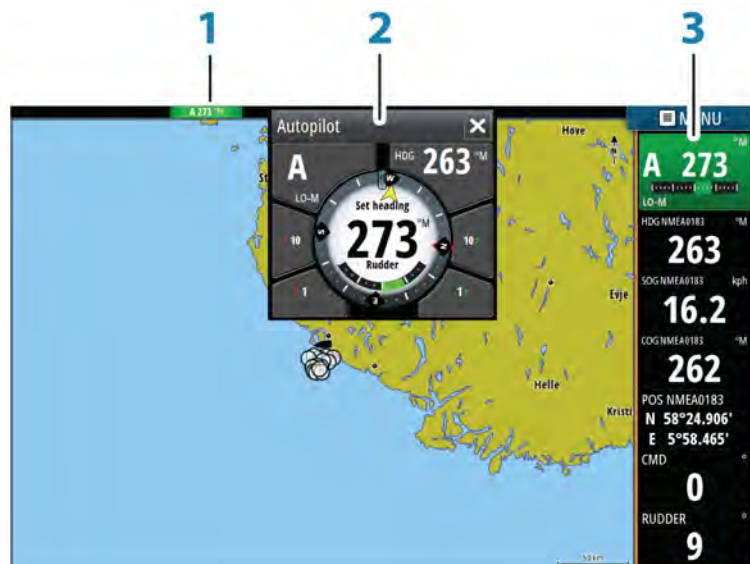 1 2 3
A 273 °M
Autopilot
A
HDG 263 °M
LO-M
W
Set heading
273 °M
Rudder
S
N
E
10 10
1 1
Hove
N
Evje
Helle
Kristi
50 km
MENU
°M
A 273
LO-M
HDG NMEA0183 °M
263
SOG NMEA0183 kph
16.2
COG NMEA0183 °M
262
POS NMEA0183
N 58°24.906'
E 5°58.465'
CMD °
0
RUDDER °
9